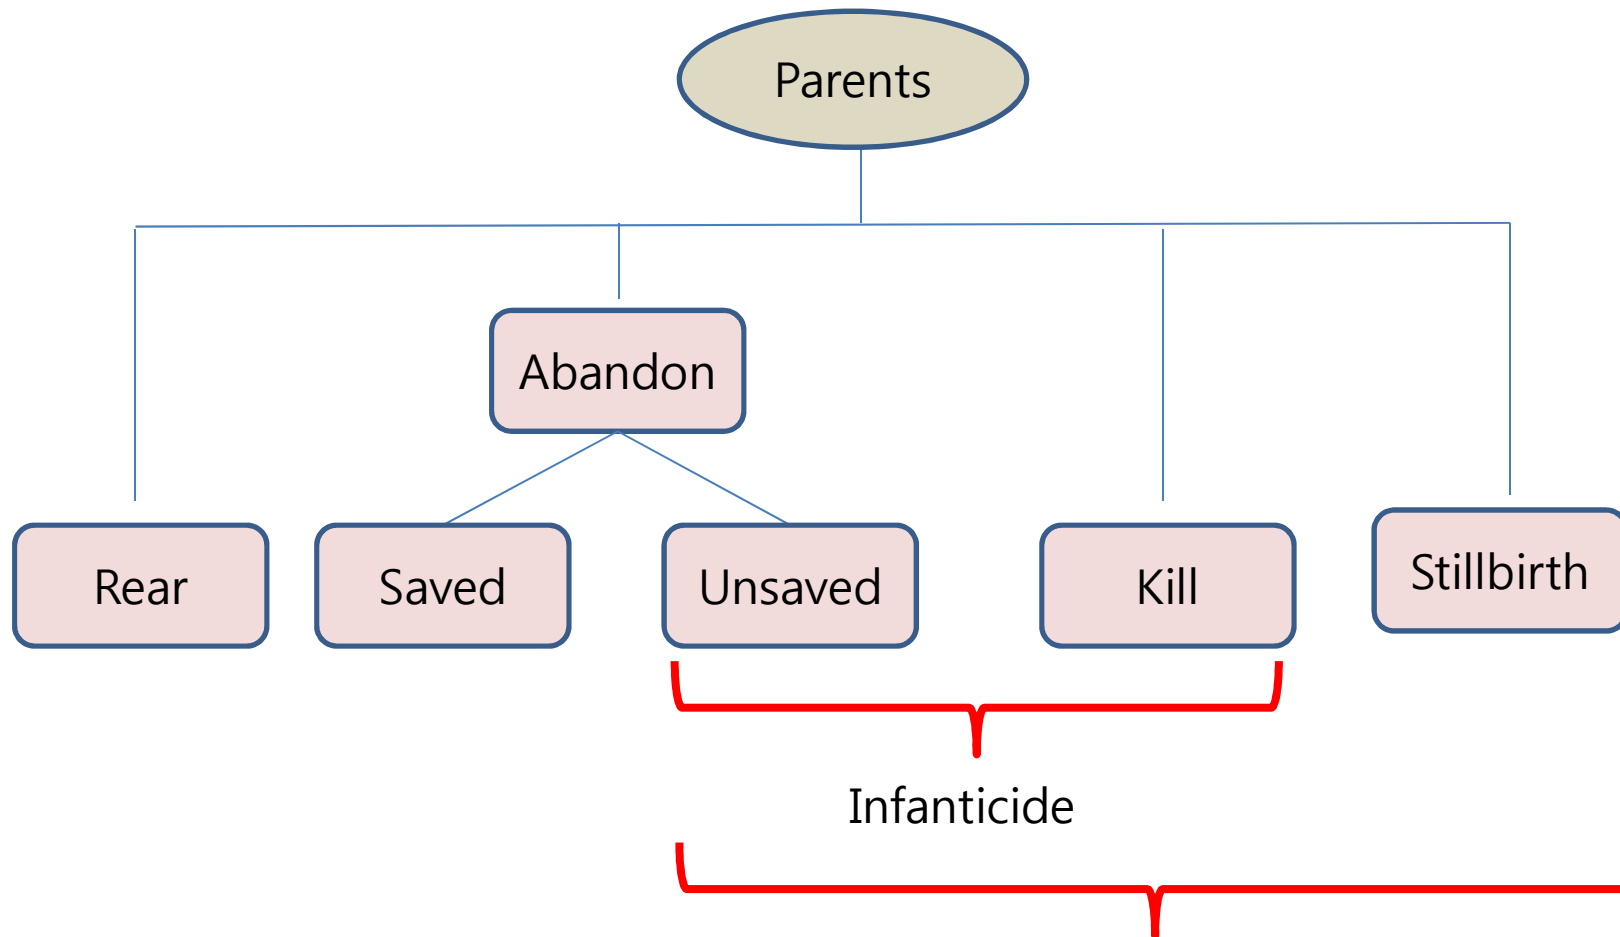 Parents
Abandon
Rear
Saved
Unsaved
Kill
Stillbirth
Infanticide